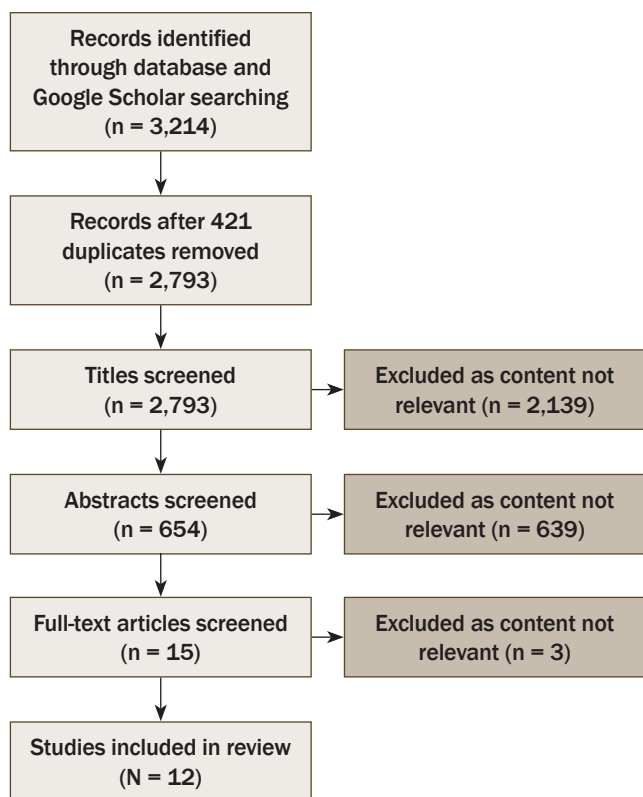 Records identified
through database and
Google Scholar searching
(n = 3,214)
Records after 421
duplicates removed
(n = 2,793)
Titles screened
(n = 2,793)
Excluded as content not
relevant (n = 2,139)
Abstracts screened
(n = 654)
Excluded as content not
relevant (n = 639)
Full-text articles screened
(n = 15)
Excluded as content not
relevant (n = 3)
Studies included in review
(N = 12)